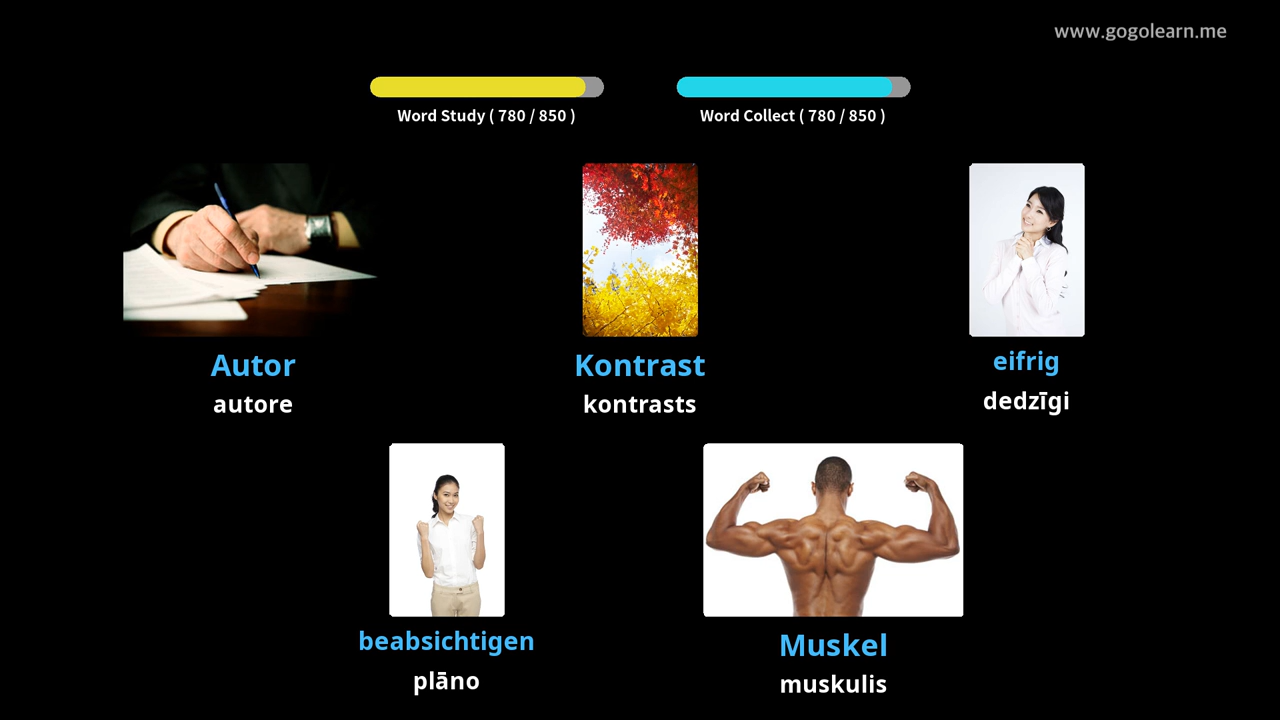 www.gogolearn.me
Word Study ( 780 / 850 )
Word Collect ( 780 / 850 )
Autor
autore
Kontrast
kontrasts
eifrig
dedzīgi
beabsichtigen
plāno
Muskel
muskulis